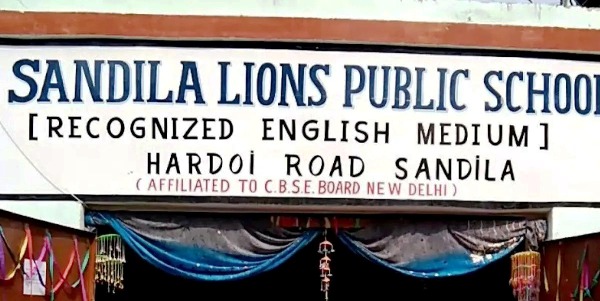 SANDILA LIONS PUBLIC SCHOOL
[RECOGNIZED ENGLISH MEDIUM]
HARDOi ROAD SANDiLA
(AFFILIATED TO C.B.S.E. BOARD NEW DELHI)